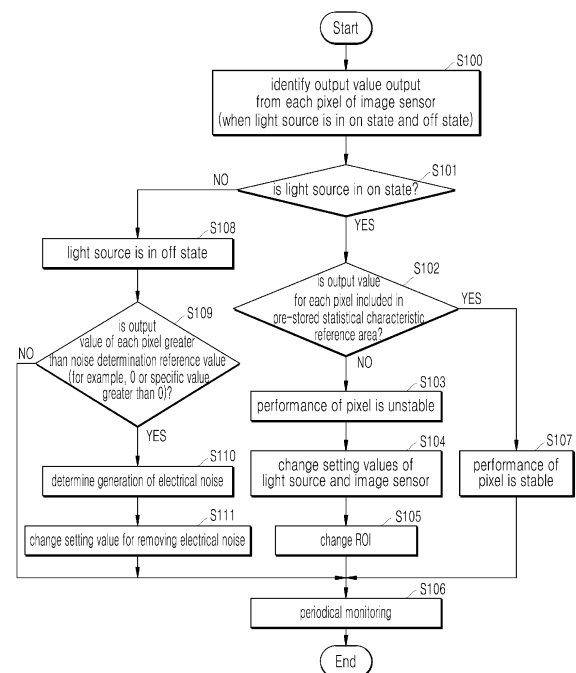 Start
S100
identify output value output
from each pixel of image sensor
(when light source is in on state and off state)
S101
is light source in on state?
NO
YES
S108
light source is in off state
S102
is output value
for each pixel included in
pre-stored statistical characteristic
reference area?
YES
NO
S109
is output
value of each pixel greater
than noise determination reference value
(for example, 0 or specific value
greater than 0)?
NO
YES
S103
performance of pixel is unstable
S104
change setting values of
light source and image sensor
S107
performance of
pixel is stable
S110
determine generation of electrical noise
S111
change setting value for removing electrical noise
S105
change ROI
S106
periodical monitoring
End